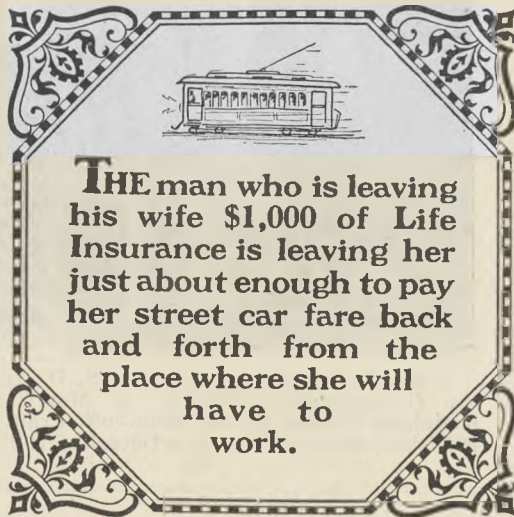 THE man who is leaving
his wife $1,000 of Life
Insurance is leaving her
just about enough to pay
her street car fare back
and forth from the
place where she will
have to
work.